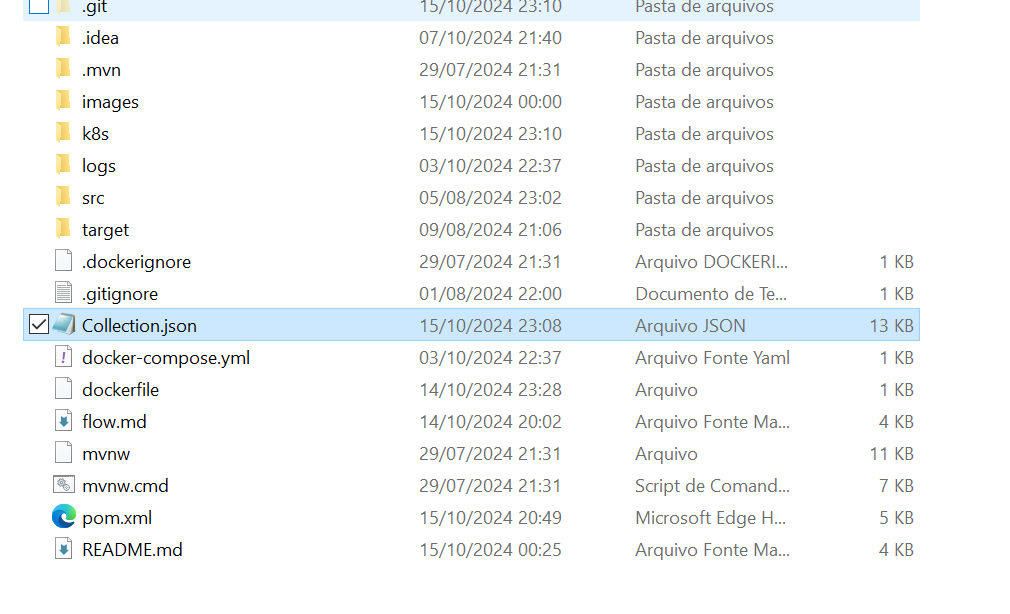 .git 15/10/2024 23:10 Pasta de arquivos
.idea 07/10/2024 21:40 Pasta de arquivos
.mvn 29/07/2024 21:31 Pasta de arquivos
images 15/10/2024 00:00 Pasta de arquivos
k8s 15/10/2024 23:10 Pasta de arquivos
logs 03/10/2024 22:37 Pasta de arquivos
src 05/08/2024 23:02 Pasta de arquivos
target 09/08/2024 21:06 Pasta de arquivos
.dockerignore 29/07/2024 21:31 Arquivo DOCKERI... 1 KB
.gitignore 01/08/2024 22:00 Documento de Te... 1 KB
Collection.json 15/10/2024 23:08 Arquivo JSON 13 KB
docker-compose.yml 03/10/2024 22:37 Arquivo Fonte Yaml 1 KB
dockerfile 14/10/2024 23:28 Arquivo 1 KB
flow.md 14/10/2024 20:02 Arquivo Fonte Ma... 4 KB
mvnw 29/07/2024 21:31 Arquivo 11 KB
mvnw.cmd 29/07/2024 21:31 Script de Comand... 7 KB
pom.xml 15/10/2024 20:49 Microsoft Edge H... 5 KB
README.md 15/10/2024 00:25 Arquivo Fonte Ma... 4 KB